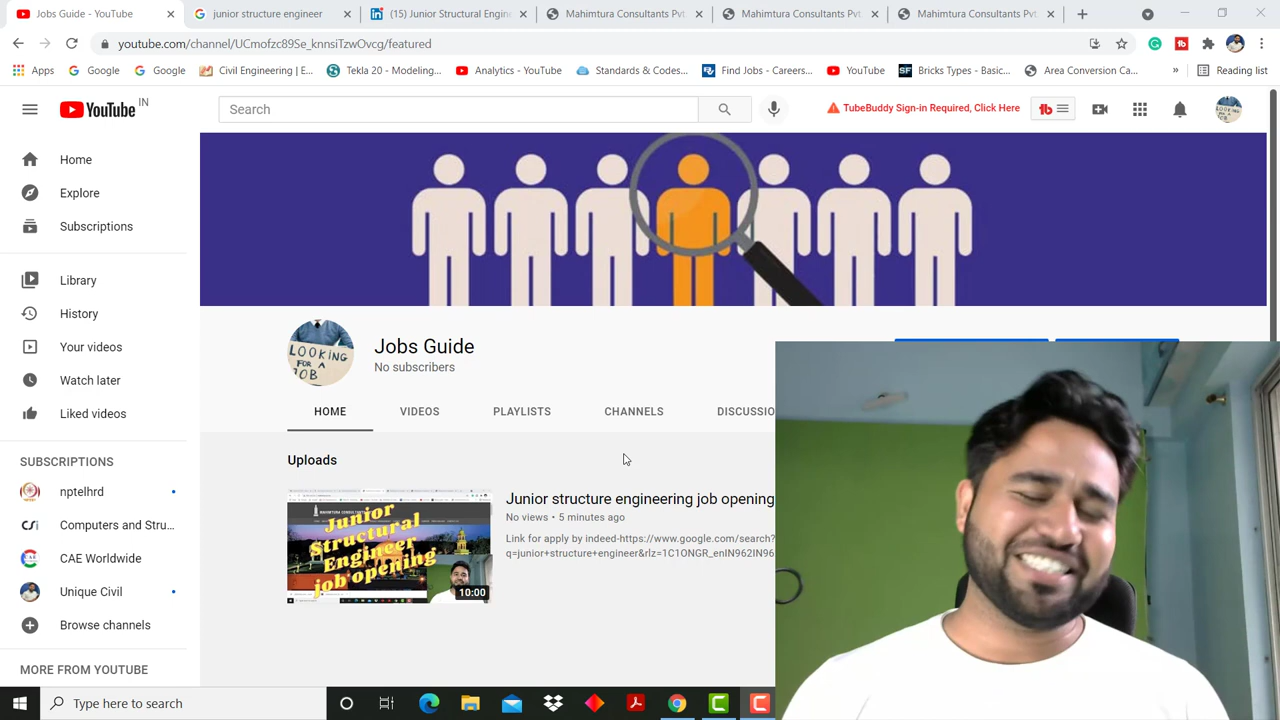 Jobs Guide - YouTube
junior structure engineer
(15) Junior Structural Engine
Mahimtura Consultants Pvt
Mahimtura Consultants Pvt.
Mahimtura Consultants Pvt.
youtube.com/channel/UCmofzc89Se_knnsiTzwOvcg/featured
Apps
Google
Google
Civil Engineering | E...
Tekla 20 - Modeling...
Analytics - YouTube
Standards & Codes...
Find Jobs - Careers...
YouTube
Bricks Types - Basic...
Area Conversion Ca...
»
Reading list
YouTube IN
Search
TubeBuddy Sign-in Required, Click Here
tb
Home
Explore
Subscriptions
Library
History
Your videos
Watch later
Liked videos
SUBSCRIPTIONS
nptelhrd
Computers and Stru...
CAE Worldwide
Unique Civil
Browse channels
MORE FROM YOUTUBE
LOOKING
FOR A
JOB
Jobs Guide
No subscribers
HOME
VIDEOS
PLAYLISTS
CHANNELS
DISCUSSIO
Uploads
Junior
Structural
Engineer
job opening
10:00
Junior structure engineering job opening
No views • 5 minutes ago
Link for apply by indeed-https://www.google.com/search?
q=junior+structure+engineer&rlz=1C1ONGR_enIN962IN96
Type here to search